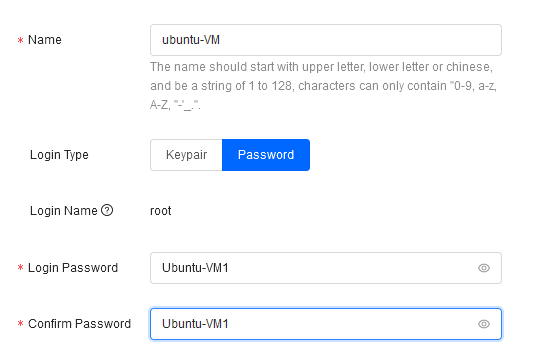 * Name ubuntu-VM
The name should start with upper letter, lower letter or chinese,
and be a string of 1 to 128, characters can only contain "0-9, a-z,
A-Z, "-'_.".
Login Type Keypair Password
Login Name ? root
* Login Password Ubuntu-VM1
* Confirm Password Ubuntu-VM1